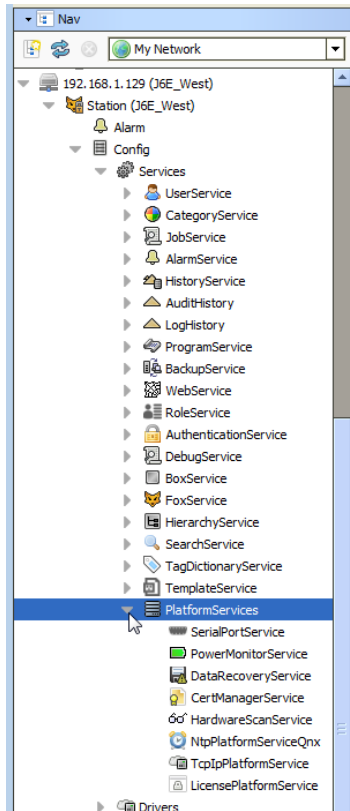 Nav
My Network
192.168.1.129 (J6E_West)
Station (J6E_West)
Alarm
Config
Services
UserService
CategoryService
JobService
AlarmService
HistoryService
AuditHistory
LogHistory
ProgramService
BackupService
WebService
RoleService
AuthenticationService
DebugService
BoxService
FoxService
HierarchyService
SearchService
TagDictionaryService
TemplateService
PlatformServices
SerialPortService
PowerMonitorService
DataRecoveryService
CertManagerService
HardwareScanService
NtpPlatformServiceQnx
TcpIpPlatformService
LicensePlatformService
Drivers